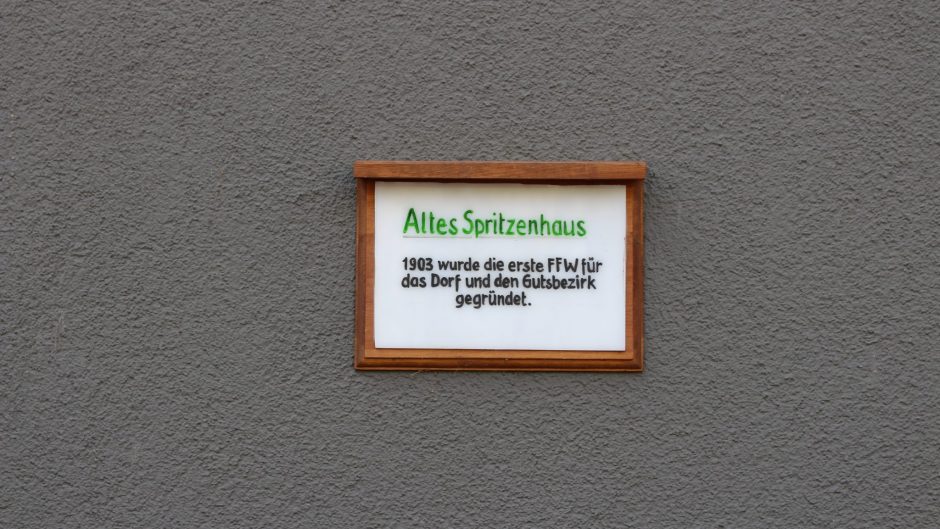 Altes Spritzenhaus
1903 wurde die erste FFW für
das Dorf und den Gutsbezirk
gegründet.